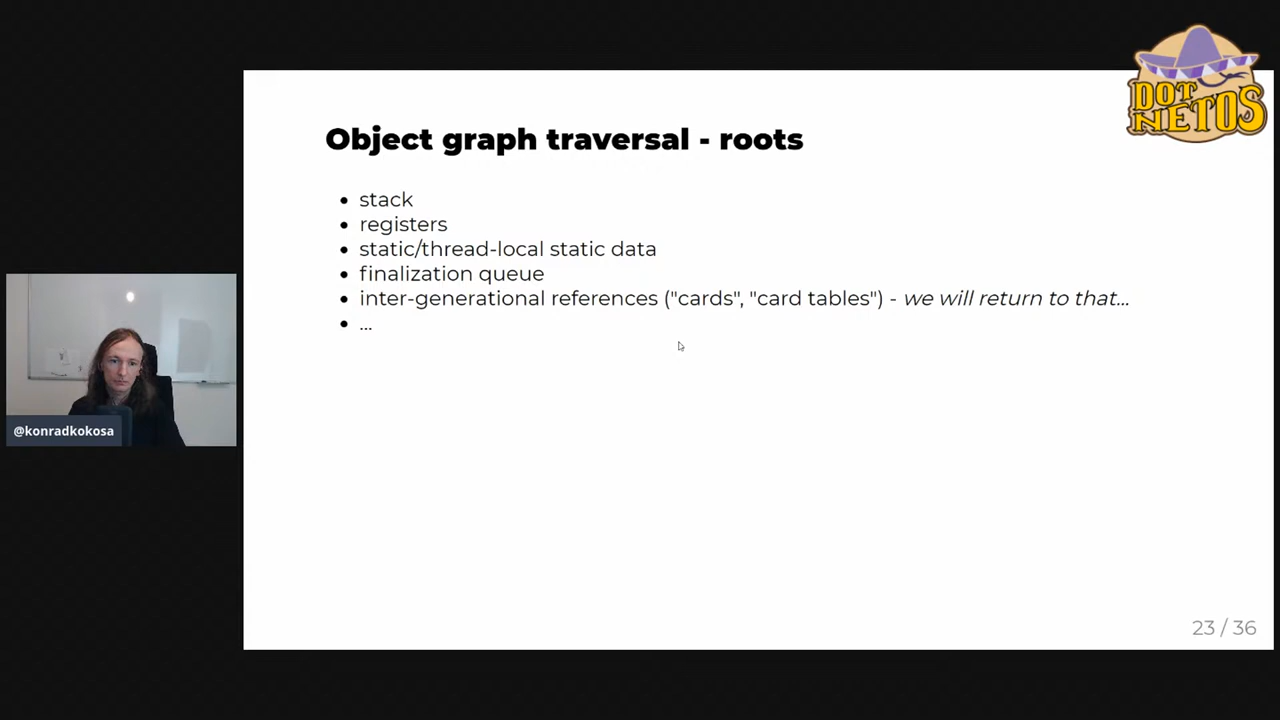 DOT
NETOS
Object graph traversal - roots
• stack
• registers
• static/thread-local static data
• finalization queue
• inter-generational references ("cards", "card tables") - we will return to that...
• ...
@konradkokosa
23 / 36